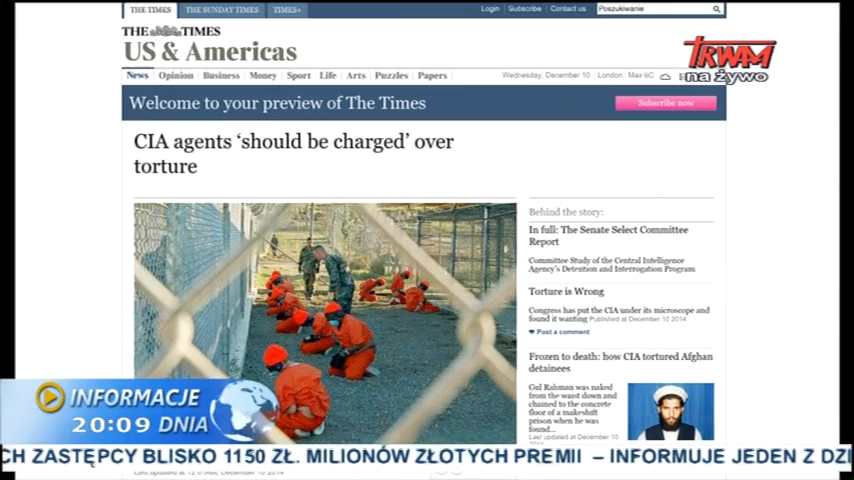 THE TIMES
THE SUNDAY TIMES
TIMES+
Login
Subscribe
Contact us
Poszukiwanie
THE TIMES
US & Americas
News
Opinion
Business
Money
Sport
Life
Arts
Puzzles
Papers
Wednesday, December 10
London
Max 6C
TRWAM
na żywo
Welcome to your preview of The Times
Subscribe now
CIA agents ‘should be charged’ over
torture
Behind the story:
In full: The Senate Select Committee
Report
Committee Study of the Central Intelligence
Agency's Detention and Interrogation Program
Torture is Wrong
Congress has put the CIA under its microscope and
found it wanting Published at December 10 2014
Post a comment
Frozen to death: how CIA tortured Afghan
detainees
Gul Rahman was naked
from the waist down and
chained to the concrete
floor of a makeshift
prison when he was
found...
Last updated at December 10
INFORMACJE
20:09 DNIA
CH ZASTĘPCY BLISKO 1150 ZŁ. MILIONÓW ZŁOTYCH PREMII – INFORMUJE JEDEN Z DZI